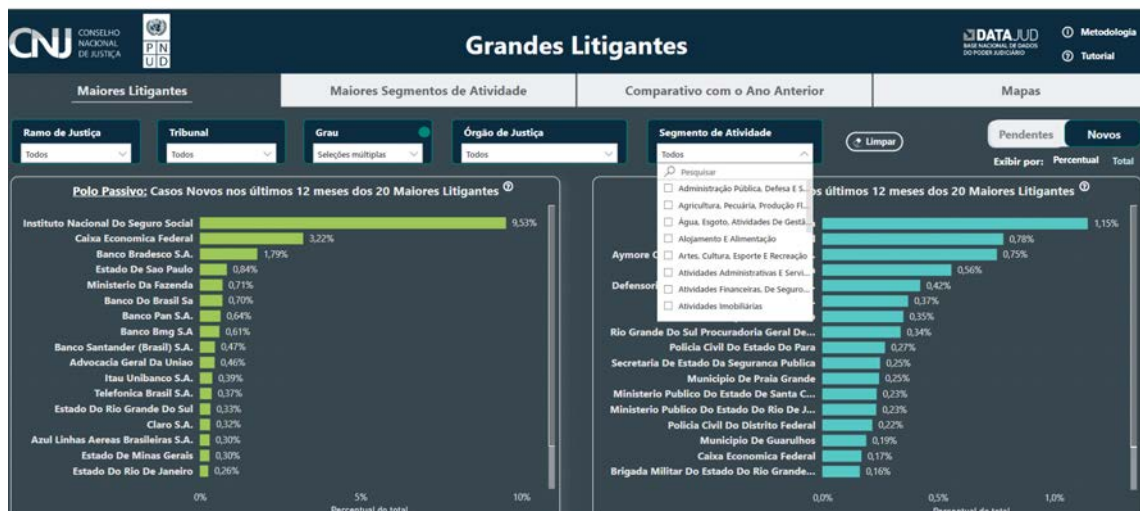 CNJ CONSELHO NACIONAL DE JUSTIÇA
PNUD
Grandes Litigantes
DATAJUD
BASE NACIONAL DE DADOS DO PODER JUDICIÁRIO
Metodologia
Tutorial
Maiores Litigantes
Maiores Segmentos de Atividade
Comparativo com o Ano Anterior
Mapas
Ramo de Justiça
Todos
Tribunal
Todos
Grau
Seleções múltiplas
Órgão de Justiça
Todos
Segmento de Atividade
Todos
Pesquisar
Administração Pública, Defesa E S...
Agricultura, Pecuária, Produção Fl...
Água, Esgoto, Atividades De Gestã...
Alojamento E Alimentação
Artes, Cultura, Esporte E Recreação
Atividades Administrativas E Servi...
Atividades Financeiras, De Seguro...
Atividades Imobiliárias
Limpar
Pendentes
Novos
Exibir por: Percentual Total
Polo Passivo: Casos Novos nos últimos 12 meses dos 20 Maiores Litigantes
Instituto Nacional Do Seguro Social 9,53%
Caixa Economica Federal 3,22%
Banco Bradesco S.A. 1,79%
Estado De Sao Paulo 0,84%
Ministerio Da Fazenda 0,71%
Banco Do Brasil Sa 0,70%
Banco Pan S.A. 0,64%
Banco Bmg S.A 0,61%
Banco Santander (Brasil) S.A. 0,47%
Advocacia Geral Da Uniao 0,46%
Itau Unibanco S.A. 0,39%
Telefonica Brasil S.A. 0,37%
Estado Do Rio Grande Do Sul 0,33%
Claro S.A. 0,32%
Azul Linhas Aereas Brasileiras S.A. 0,30%
Estado De Minas Gerais 0,30%
Estado Do Rio De Janeiro 0,26%
0% 5% 10%
Percentual do total
os últimos 12 meses dos 20 Maiores Litigantes
1,15%
0,78%
Aymore C 0,75%
0,56%
Defensori 0,42%
0,37%
0,35%
Rio Grande Do Sul Procuradoria Geral De... 0,34%
Policia Civil Do Estado Do Para 0,27%
Secretaria De Estado Da Seguranca Publica 0,25%
Municipio De Praia Grande 0,25%
Ministerio Publico Do Estado De Santa C... 0,23%
Ministerio Publico Do Estado Do Rio De J... 0,23%
Policia Civil Do Distrito Federal 0,22%
Municipio De Guarulhos 0,19%
Caixa Economica Federal 0,17%
Brigada Militar Do Estado Do Rio Grande... 0,16%
0,0% 0,5% 1,0%
Percentual do total